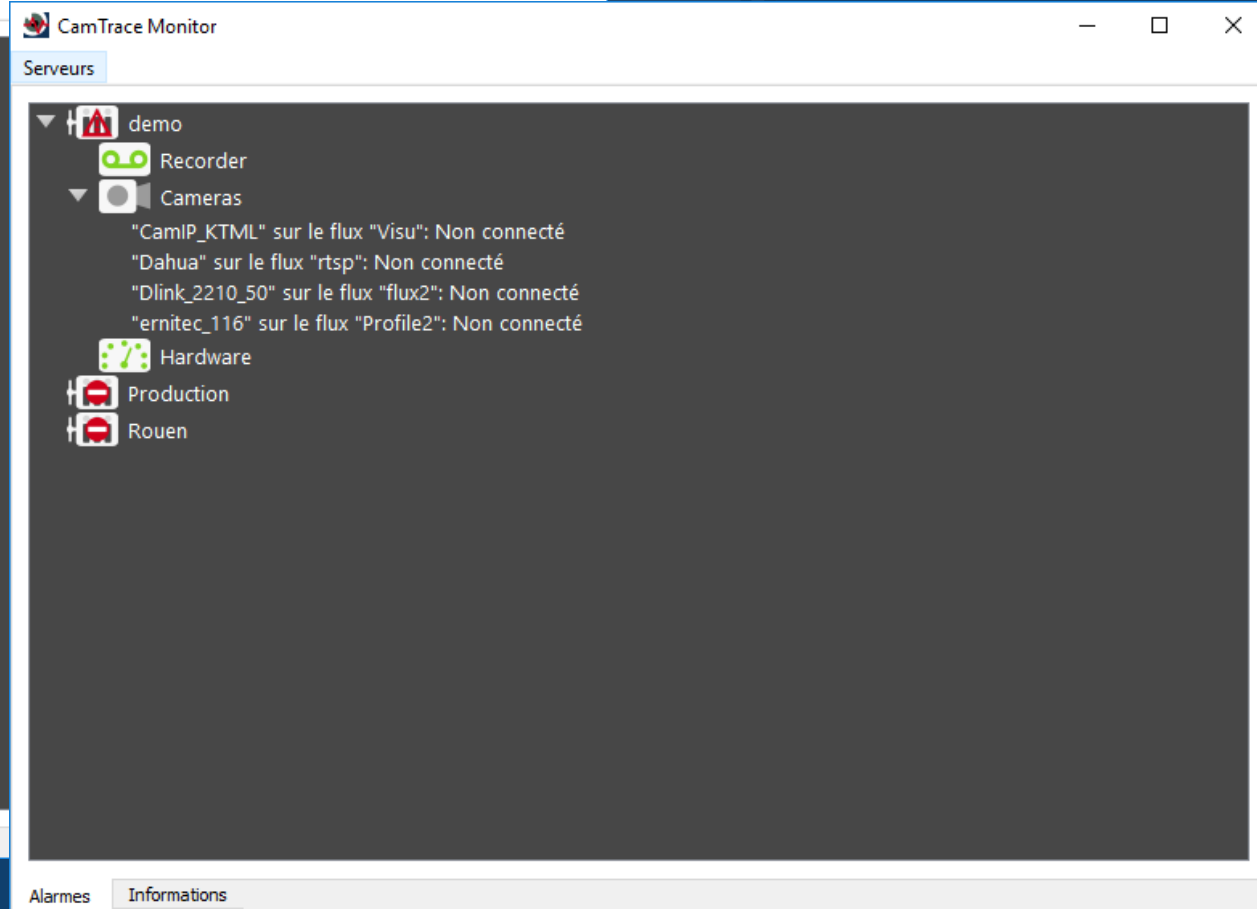 CamTrace Monitor
Serveurs
demo
Recorder
Cameras
"CamIP_KTML" sur le flux "Visu": Non connecté
"Dahua" sur le flux "rtsp": Non connecté
"Dlink_2210_50" sur le flux "flux2": Non connecté
"ernitec_116" sur le flux "Profile2": Non connecté
Hardware
Production
Rouen
Alarmes Informations